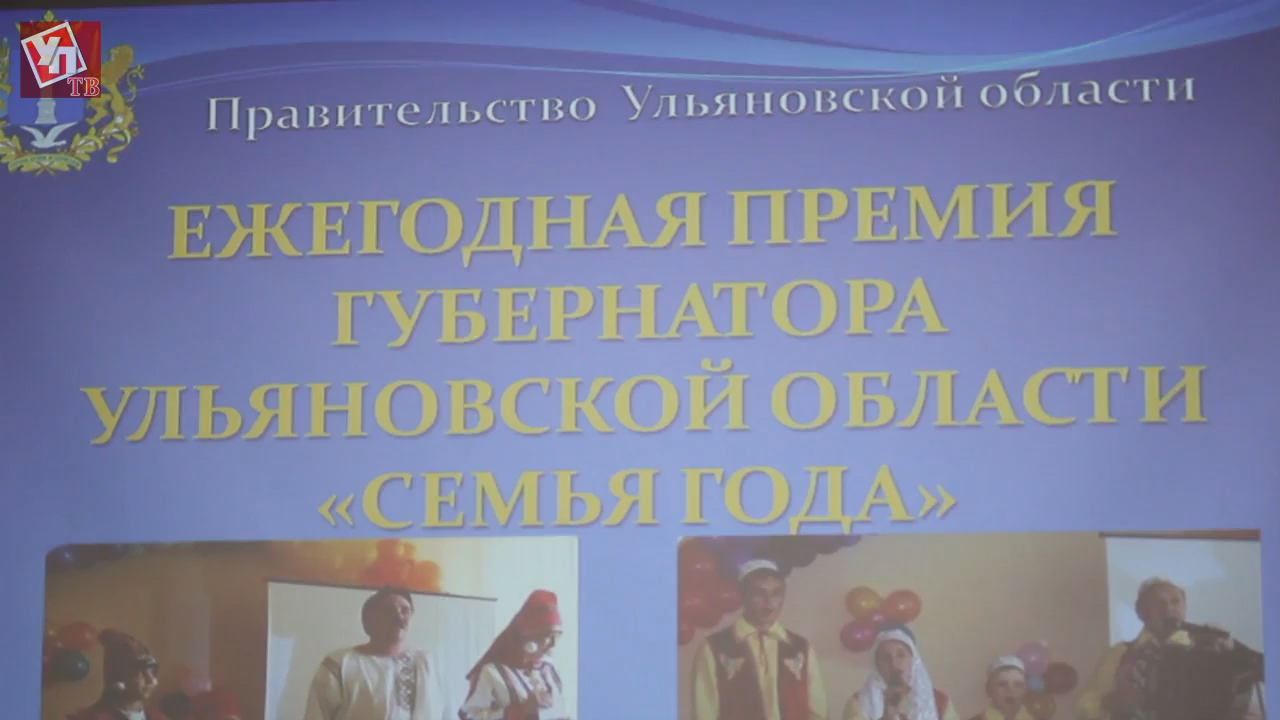 УП
ТВ
Правительство Ульяновской области
ЕЖЕГОДНАЯ ПРЕМИЯ
ГУБЕРНАТОРА
УЛЬЯНОВСКОЙ ОБЛАСТИ
«СЕМЬЯ ГОДА»